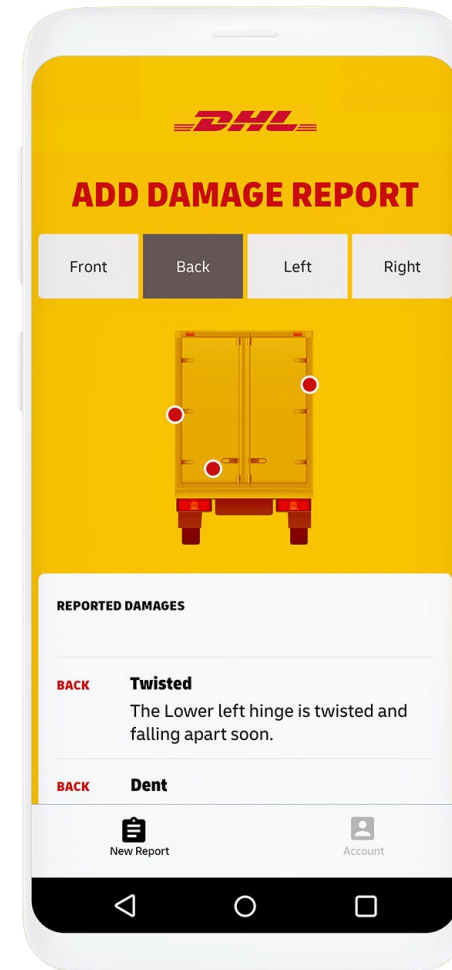 DHL
ADD DAMAGE REPORT
Front
Back
Left
Right
REPORTED DAMAGES
BACK
Twisted
The Lower left hinge is twisted and
falling apart soon.
BACK
Dent
New Report
Account